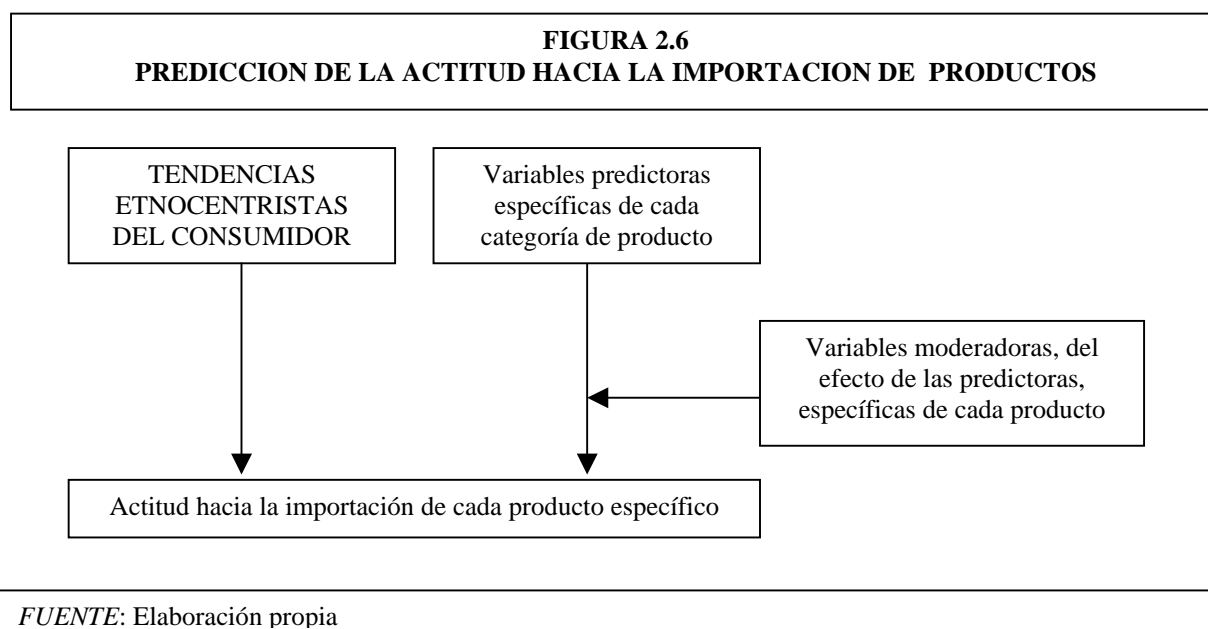 FIGURA 2.6
PREDICCION DE LA ACTITUD HACIA LA IMPORTACION DE PRODUCTOS
TENDENCIAS
ETNOCENTRISTAS
DEL CONSUMIDOR
Variables predictoras
específicas de cada
categoría de producto
Variables moderadoras, del
efecto de las predictoras,
específicas de cada producto
Actitud hacia la importación de cada producto específico
FUENTE: Elaboración propia